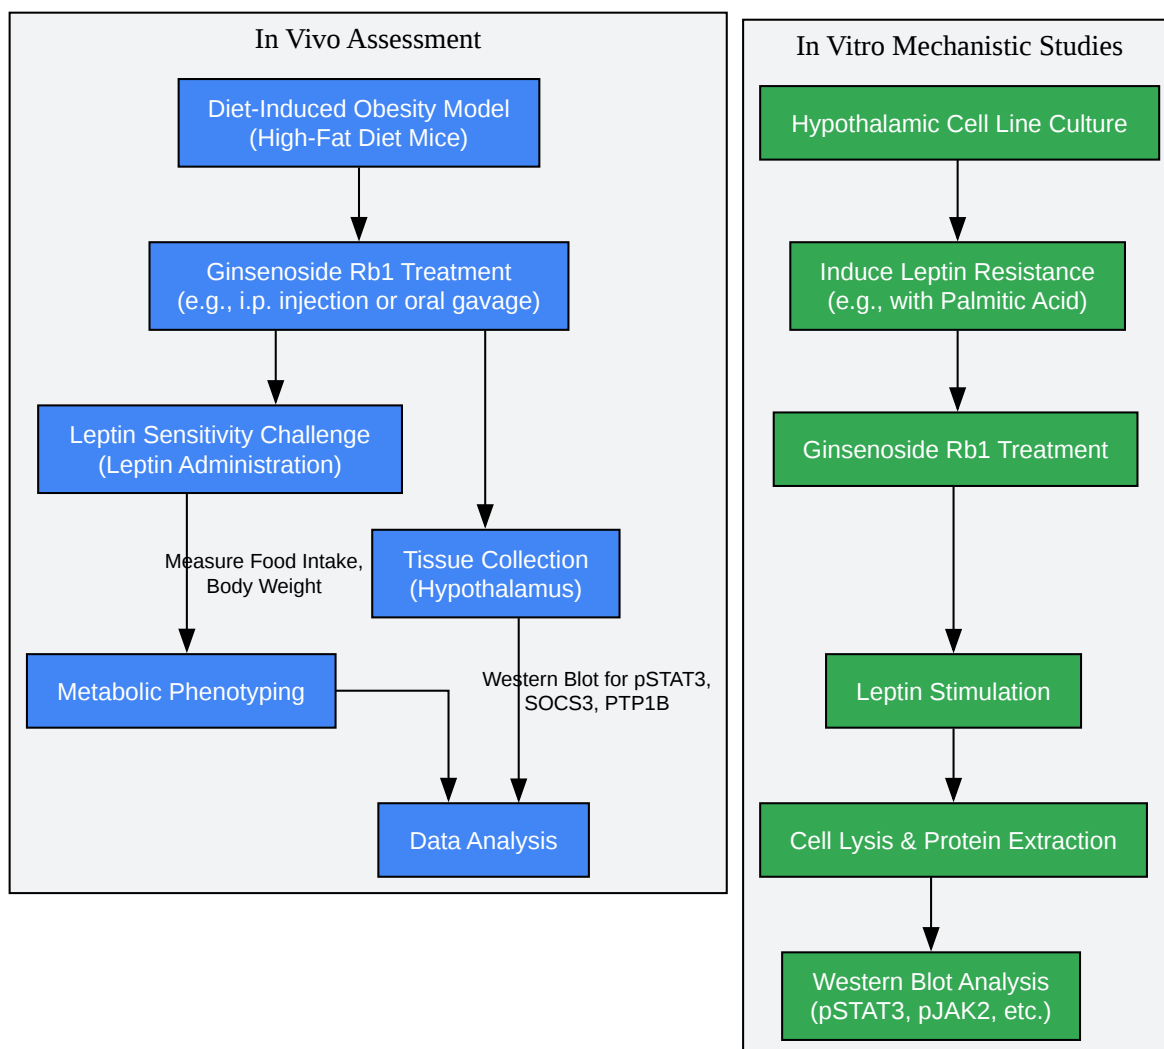 In Vivo Assessment
Diet-Induced Obesity Model
(High-Fat Diet Mice)
Ginsenoside Rb1 Treatment
(e.g., i.p. injection or oral gavage)
Leptin Sensitivity Challenge
(Leptin Administration)
Measure Food Intake,
Body Weight
Tissue Collection
(Hypothalamus)
Metabolic Phenotyping
Western Blot for pSTAT3,
SOCS3, PTP1B
Data Analysis
In Vitro Mechanistic Studies
Hypothalamic Cell Line Culture
Induce Leptin Resistance
(e.g., with Palmitic Acid)
Ginsenoside Rb1 Treatment
Leptin Stimulation
Cell Lysis & Protein Extraction
Western Blot Analysis
(pSTAT3, pJAK2, etc.)